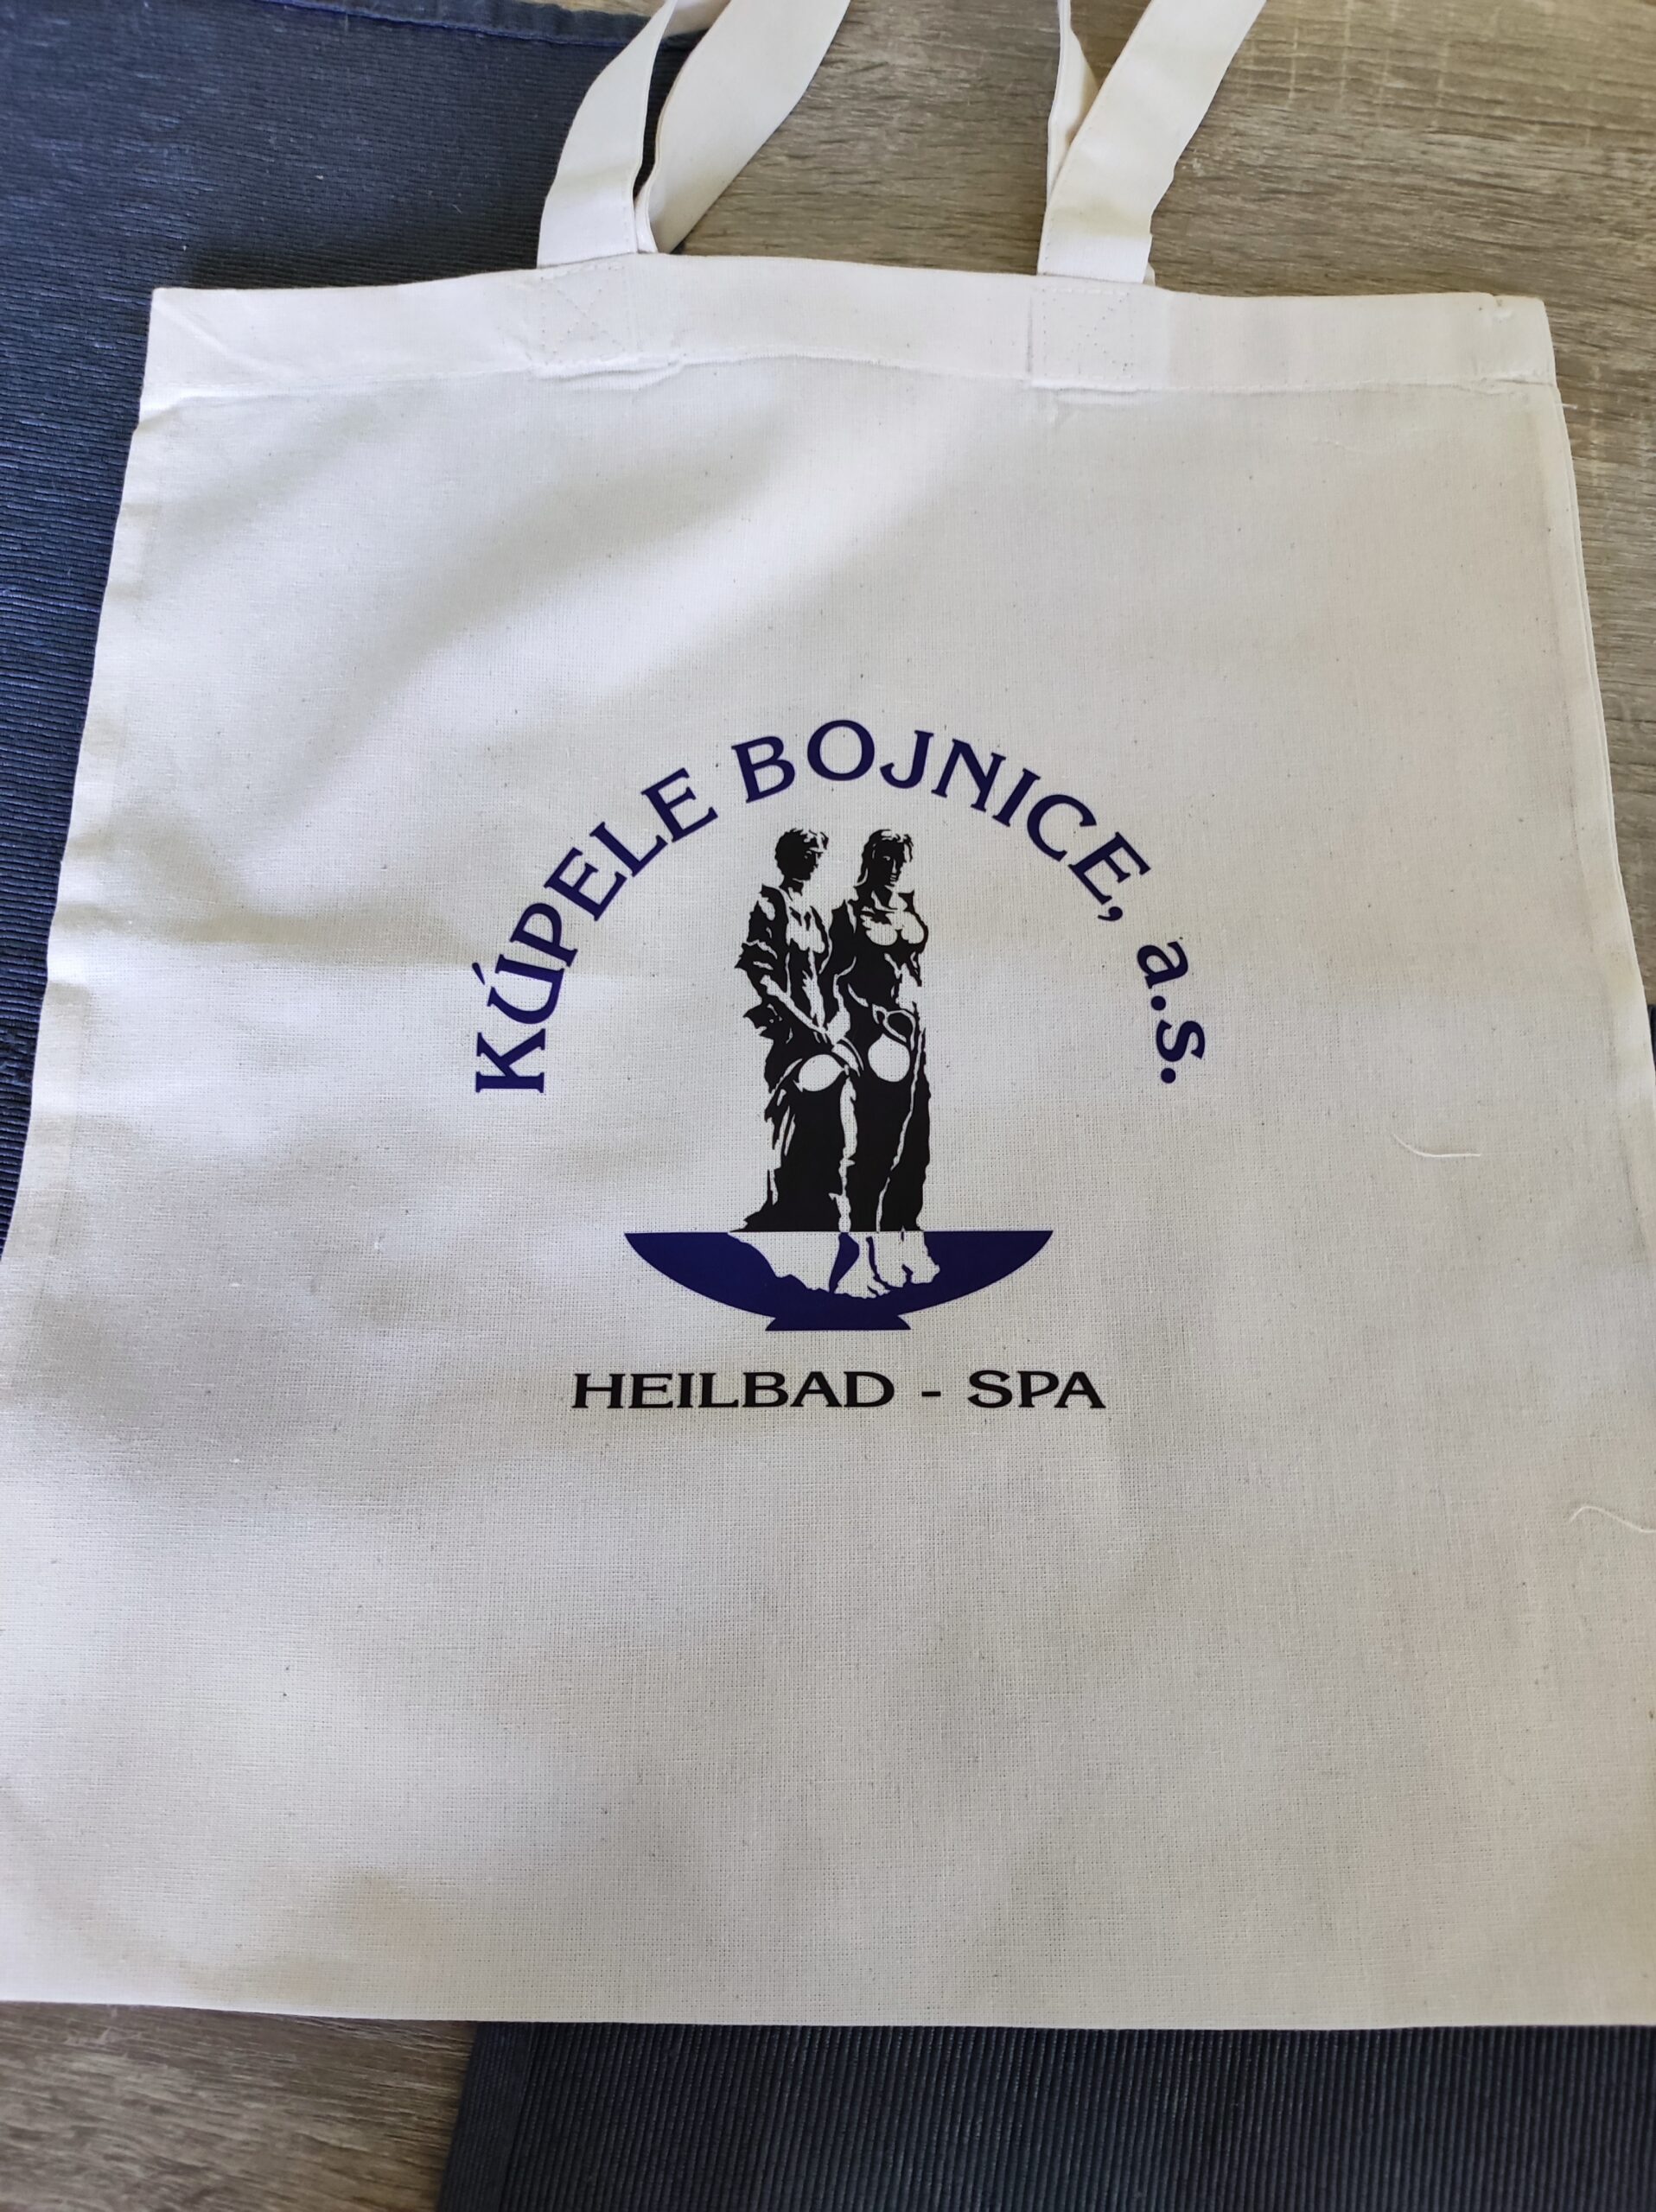 KÚPELE BOJNICE, a.s.
HEILBAD - SPA